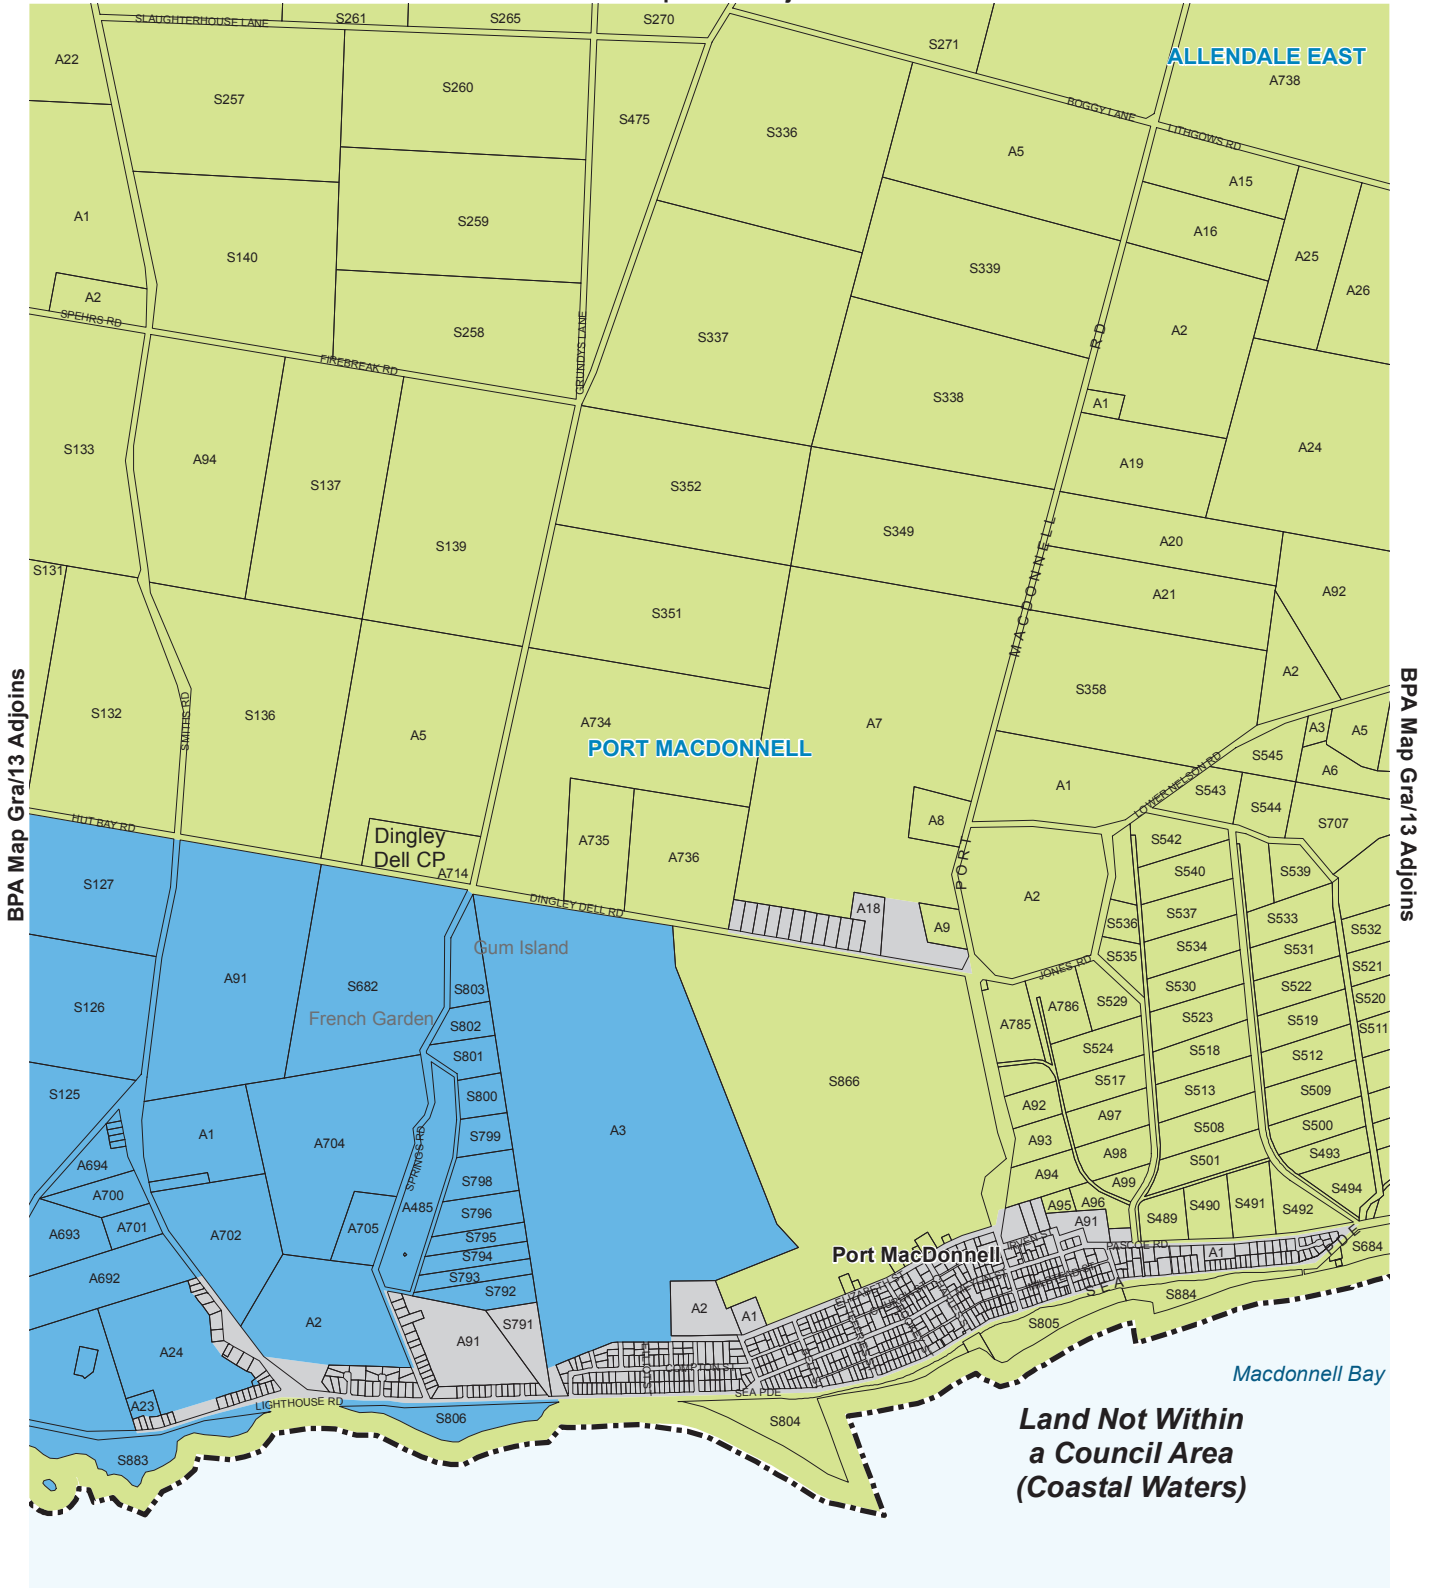 SLAUGHTERHOUSE LANE
S261
S265
S270
S271
ALLENDALE EAST
A738
A22
S257
S260
S475
S336
BOGGY LANE
LITHGOWS RD
A5
A15
A1
S140
S259
S339
A16
A25
A26
A2
SPEHRS RD
S258
GRUNDYS LANE
S337
RD
A2
FIREBREAK RD
S338
A1
S133
A94
S137
S352
A19
A24
S139
S349
A20
S131
S351
MACDONNELL
A21
A92
S132
SMITHS RD
S136
A5
A734
PORT MACDONNELL
A7
S358
A2
A3
A5
S545
A6
BPA Map Gra/13 Adjoins
BPA Map Gra/13 Adjoins
A1
LOWER NELSON RD
S543
S544
S707
HUT BAY RD
Dingley
Dell CP
A714
A735
A736
A8
PORT
S542
S540
S539
S127
DINGLEY DELL RD
A18
A9
A2
S536
S537
S533
S532
Gum Island
S535
S534
S531
S521
A91
S682
S803
JONES RD
S530
S522
S520
S126
French Garden
S802
A785
A786
S529
S523
S519
S511
S801
S524
S518
S512
S125
S800
S866
A92
S517
S513
S509
A1
A704
SPRINGS RD
S799
A3
A93
A97
S508
S500
A694
A98
S501
S493
A700
S798
A94
A99
S494
A693
A701
A702
A705
A485
S796
A95
A96
S489
S490
S491
S492
S795
A91
S794
Port MacDonnell
PASCOE RD
A1
PDE
S684
A692
S793
S792
SEA
S884
A2
A91
S791
A2
A1
ELIZABETH ST
S805
A24
COMPTON ST
Macdonnell Bay
A23
LIGHTHOUSE RD
SEA PDE
S806
S804
Land Not Within
a Council Area
(Coastal Waters)
S883